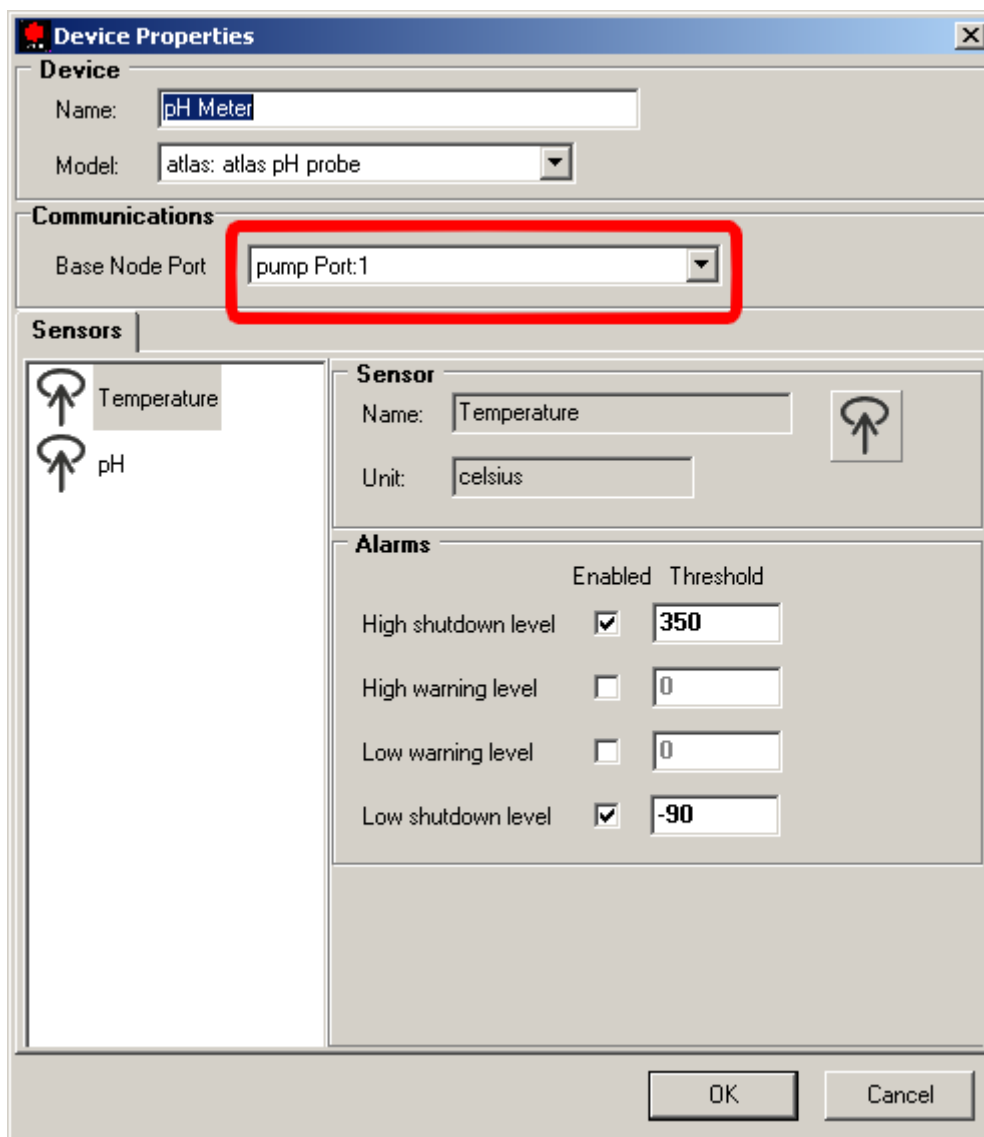 Device Properties
Device
Name: pH Meter
Model: atlas: atlas pH probe
Communications
Base Node Port pump Port:1
Sensors
Temperature
pH
Sensor
Name: Temperature
Unit: celsius
Alarms
Enabled Threshold
High shutdown level 350
High warning level 0
Low warning level 0
Low shutdown level -90
OK Cancel